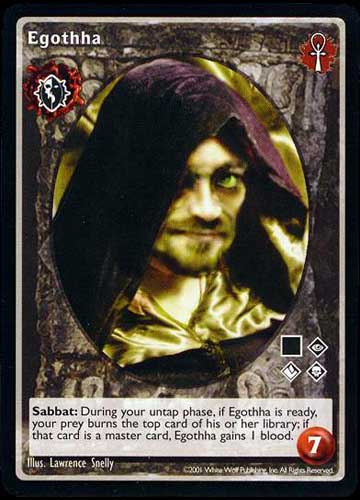 Egothha
Sabbat: During your untap phase, if Egothha is ready,
your prey burns the top card of his or her library; if
that card is a master card, Egothha gains 1 blood.
7
Illus. Lawrence Snelly
©2001 White Wolf Publishing, Inc. All Rights Reserved.